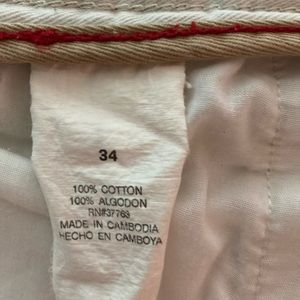 34
100% COTTON
100% ALGODON
RN#37763
MADE IN CAMBODIA
HECHO EN CAMBOYA